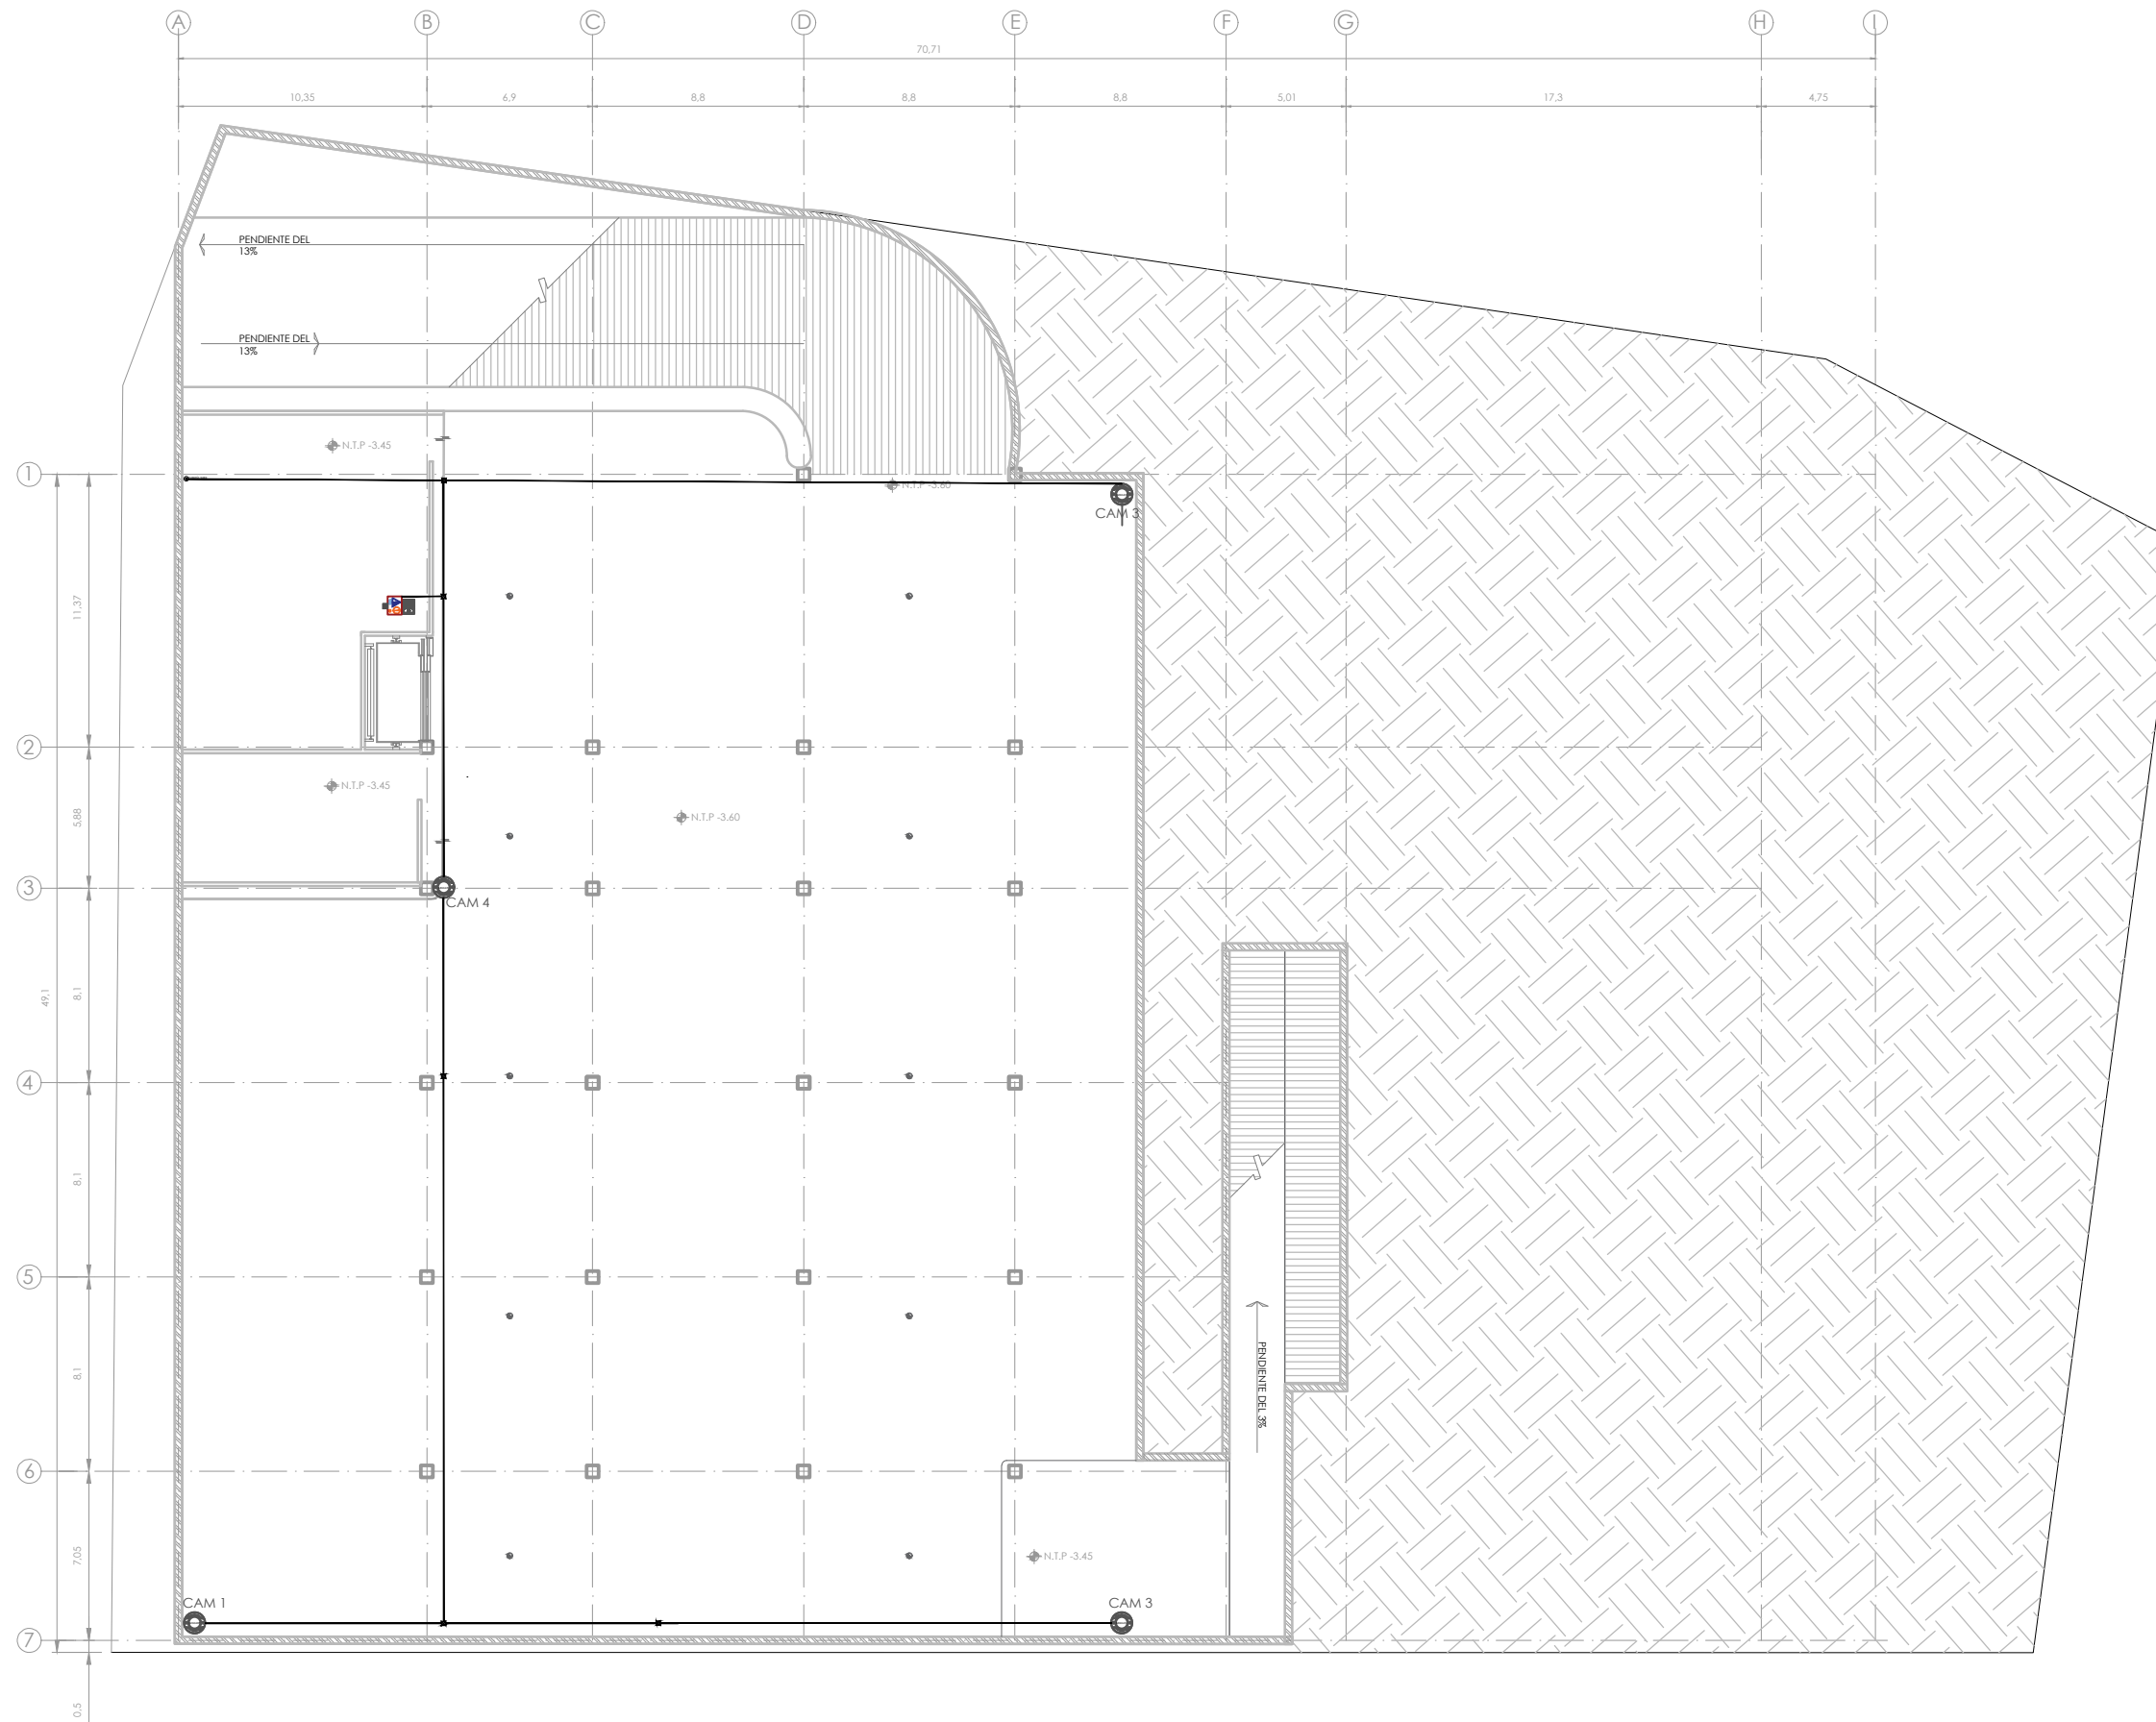 A B C D E F G H I
70,71
10,35 6,9 8,8 8,8 8,8 5,01 17,3 4,75
PENDIENTE DEL
13%
PENDIENTE DEL
13%
N.T.P -3.45
1
N.T.P -3.60
CAM 3
11,37
2
N.T.P -3.45
5,88
N.T.P -3.60
3
CAM 4
49,1
8,1
4
8,1
5
8,1
PENDIENTE DEL 3%
6
7,05
N.T.P -3.45
CAM 1
CAM 3
7
0,5